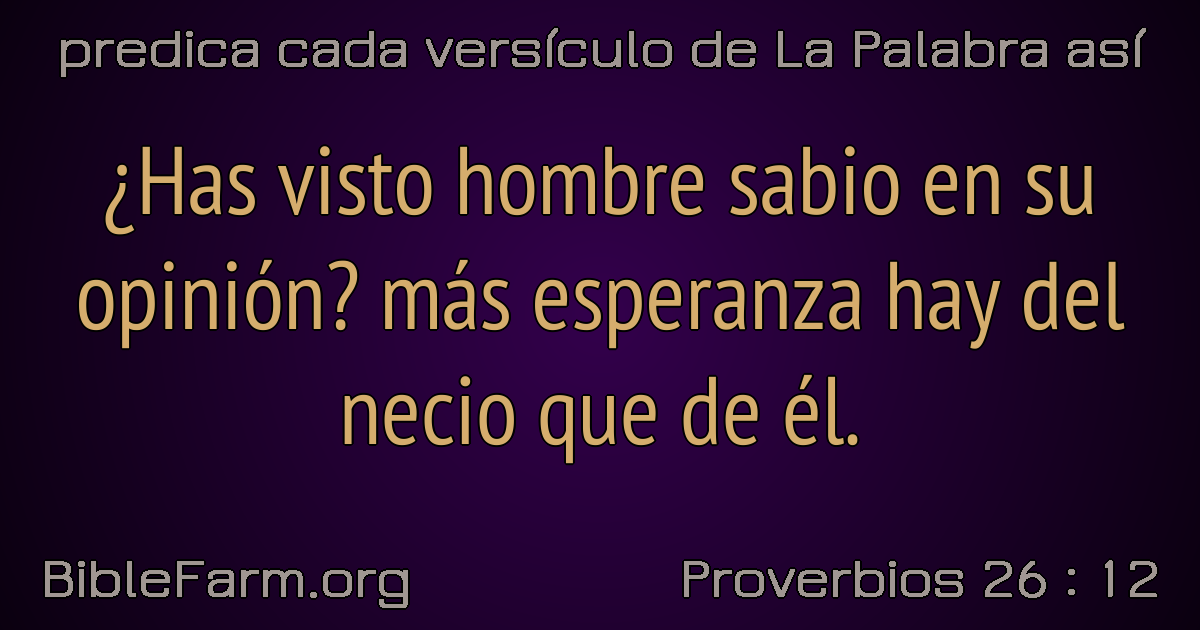 predica cada versículo de La Palabra así
¿Has visto hombre sabio en su
opinión? más esperanza hay del
necio que de él.
BibleFarm.org
Proverbios 26 : 12